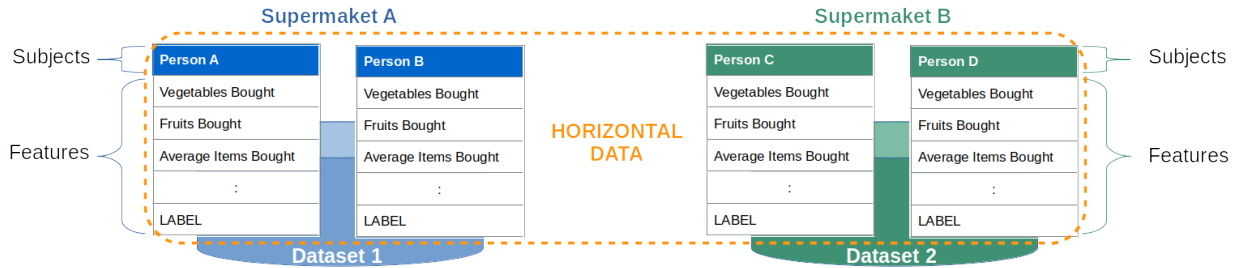 Supermaket A
Supermaket B
Subjects
Person A
Person B
Person C
Person D
Subjects
Features
Vegetables Bought
Fruits Bought
Average Items Bought
:
LABEL
Vegetables Bought
Fruits Bought
Average Items Bought
:
LABEL
HORIZONTAL
DATA
Vegetables Bought
Fruits Bought
Average Items Bought
:
LABEL
Vegetables Bought
Fruits Bought
Average Items Bought
:
LABEL
Features
Dataset 1
Dataset 2